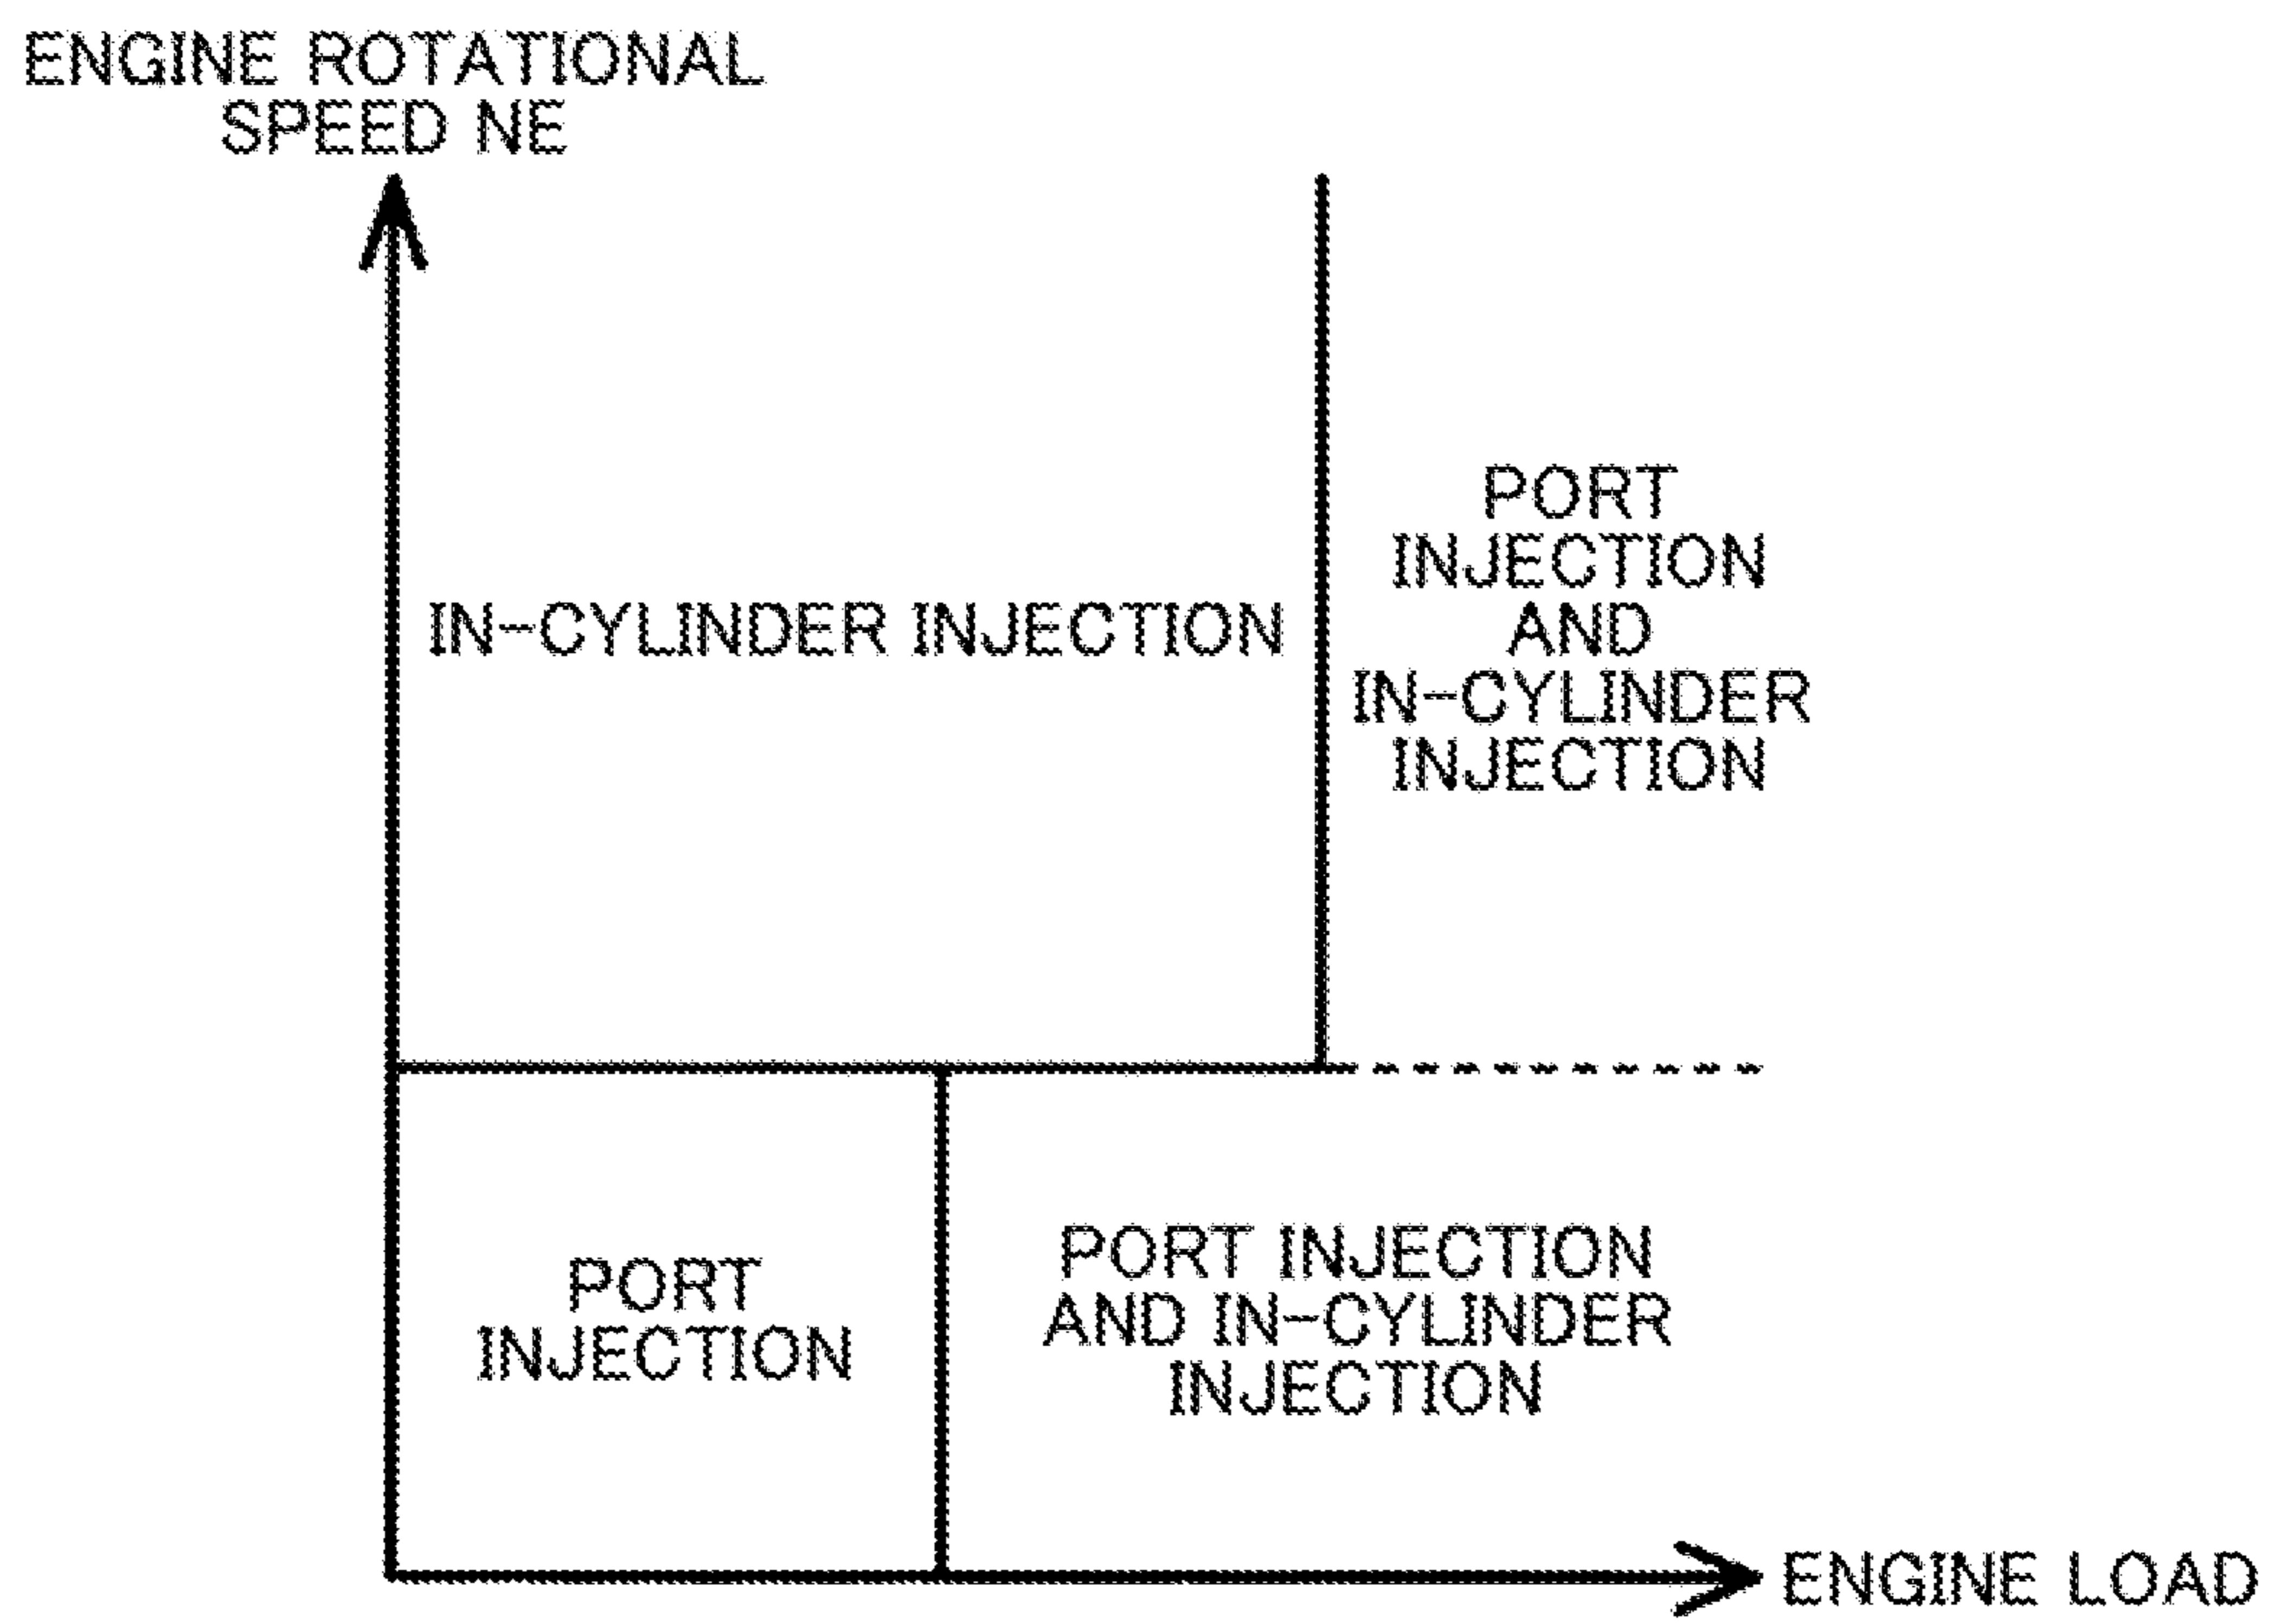 ENGINE ROTATIONAL
SPEED NE
IN-CYLINDER INJECTION
PORT
INJECTION
AND
IN-CYLINDER
INJECTION
PORT
INJECTION
PORT INJECTION
AND IN-CYLINDER
INJECTION
ENGINE LOAD